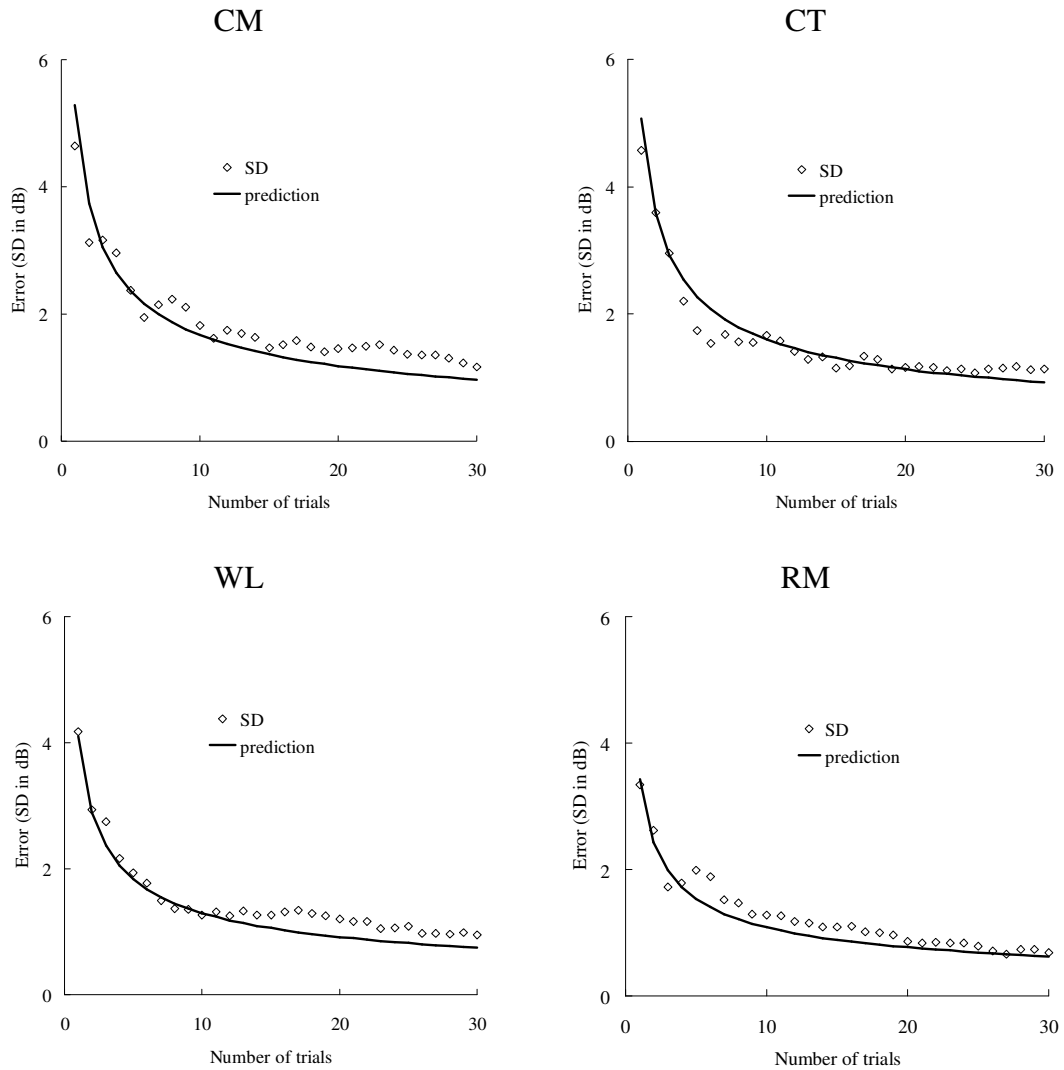 CM
6
4
2
0
Error (SD in dB)
SD
prediction
0 10 20 30
Number of trials
CT
6
4
2
0
Error (SD in dB)
SD
prediction
0 10 20 30
Number of trials
WL
6
4
2
0
Error (SD in dB)
SD
prediction
0 10 20 30
Number of trials
RM
6
4
2
0
Error (SD in dB)
SD
prediction
0 10 20 30
Number of trials